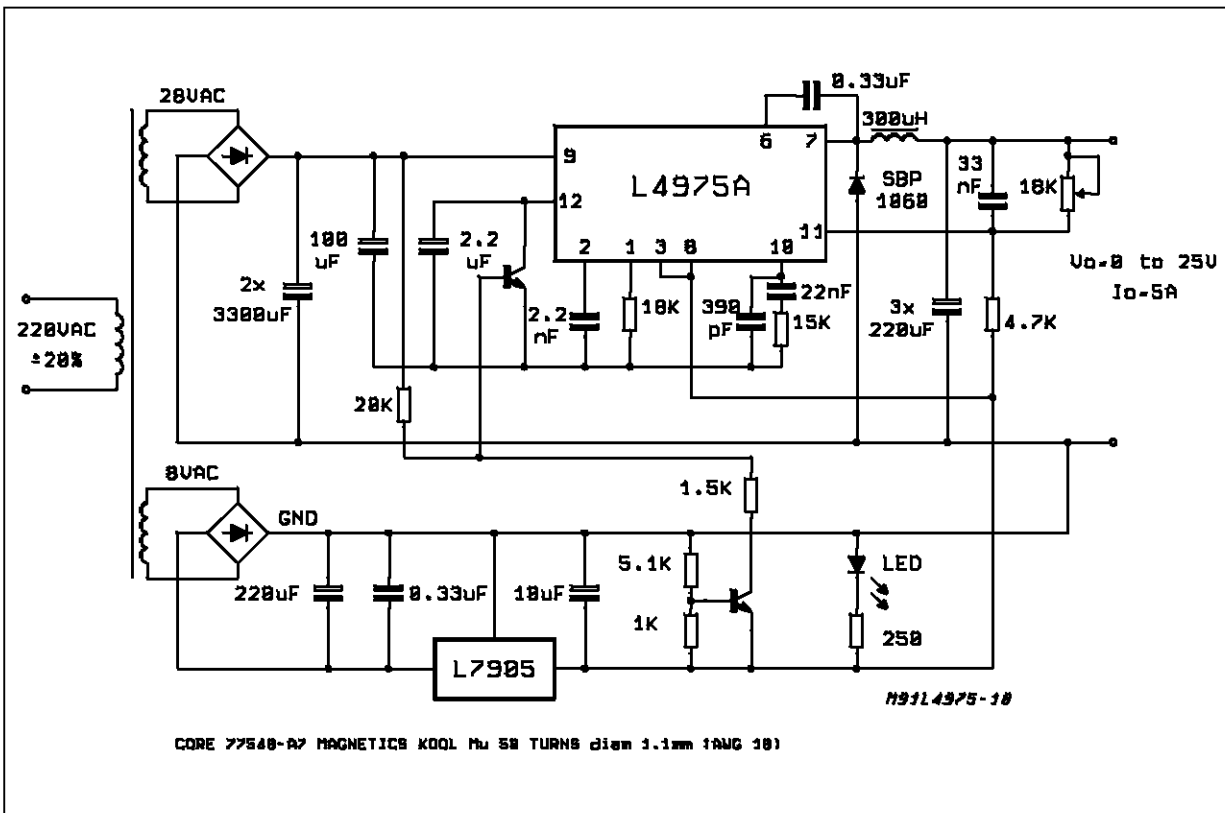 28VAC
0.33uF
300uH
6
7
9
L4975A
12
11
2
1
3
8
10
SBP
1060
33
nF
18K
100
uF
2.2
uF
2.2
nF
18K
390
pF
22nF
15K
Vo=0 to 25V
Io=5A
2x
3300uF
3x
220uF
4.7K
220VAC
±20%
20K
8VAC
GND
1.5K
220uF
0.33uF
10uF
5.1K
1K
LED
250
L7905
M91L4975-10
CORE 77548-A7 MAGNETICS KOOL Mu 50 TURNS diam 1.1mm (AWG 18)